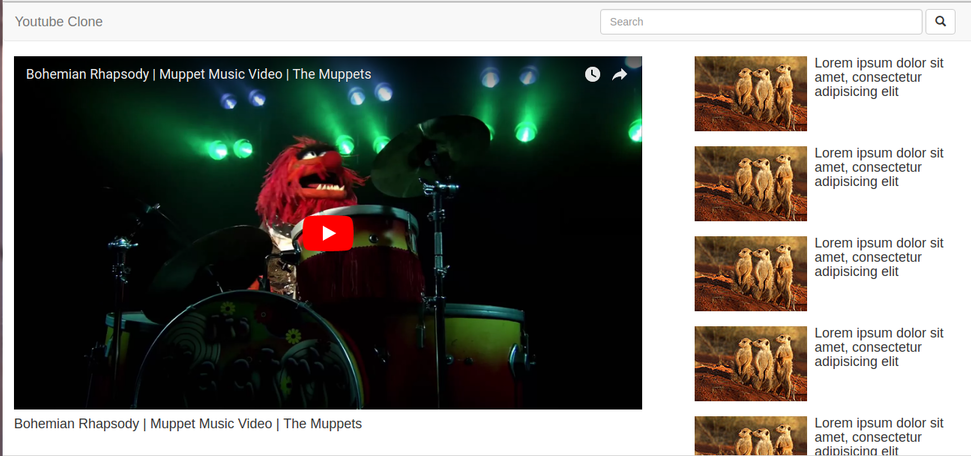 Youtube Clone
Search
Bohemian Rhapsody | Muppet Music Video | The Muppets
Bohemian Rhapsody | Muppet Music Video | The Muppets
Lorem ipsum dolor sit
amet, consectetur
adipisicing elit
Lorem ipsum dolor sit
amet, consectetur
adipisicing elit
Lorem ipsum dolor sit
amet, consectetur
adipisicing elit
Lorem ipsum dolor sit
amet, consectetur
adipisicing elit
Lorem ipsum dolor sit
amet, consectetur
adipisicing elit